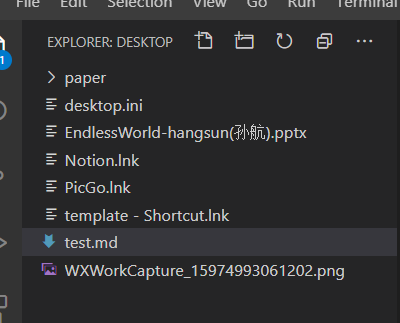 Edit Selection View Go Run Terminal
EXPLORER: DESKTOP
1
paper
desktop.ini
EndlessWorld-hangsun(孙航).pptx
Notion.lnk
PicGo.lnk
template - Shortcut.lnk
test.md
WXWorkCapture_15974993061202.png